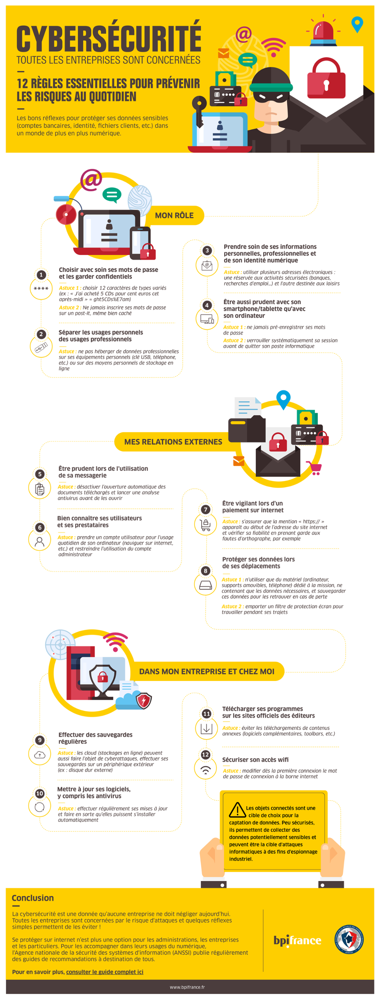 CYBERSÉCURITÉ
TOUTES LES ENTREPRISES SONT CONCERNÉES
12 RÈGLES ESSENTIELLES POUR PRÉVENIR
LES RISQUES AU QUOTIDIEN
Les bons réflexes pour protéger ses données sensibles
(comptes bancaires, identité, fichiers clients, etc.) dans
un monde de plus en plus numérique.
MON RÔLE
1
Choisir avec soin ses mots de passe
et les garder confidentiels
****
Astuce 1 : choisir 12 caractères de types variés
(ex : « J'ai acheté 5 CDs pour cent euros cet
après-midi » = ght5CDs%E7am)
Astuce 2 : Ne jamais inscrire ses mots de passe
sur un post-it, même bien caché
2
Séparer les usages personnels
des usages professionnels
Astuce : ne pas héberger de données professionnelles
sur ses équipements personnels (clé USB, téléphone,
etc.) ou sur des moyens personnels de stockage en
ligne
3
Prendre soin de ses informations
personnelles, professionnelles et
de son identité numérique
Astuce : utiliser plusieurs adresses électroniques :
une réservée aux activités sécurisées (banques,
recherches d'emploi...) et l'autre destinée aux loisirs
4
Être aussi prudent avec son
smartphone/tablette qu'avec
son ordinateur
Astuce 1 : ne jamais pré-enregistrer ses mots
de passe
Astuce 2 : verrouiller systématiquement sa session
avant de quitter son poste informatique
MES RELATIONS EXTERNES
5
Être prudent lors de l'utilisation
de sa messagerie
Astuce : désactiver l'ouverture automatique des
documents téléchargés et lancer une analyse
antivirus avant de les ouvrir
6
Bien connaître ses utilisateurs
et ses prestataires
Astuce : prendre un compte utilisateur pour l'usage
quotidien de son ordinateur (naviguer sur internet,
etc.) et restreindre l'utilisation du compte
administrateur
7
Être vigilant lors d'un
paiement sur internet
Astuce : s'assurer que la mention « https:// »
apparaît au début de l'adresse du site internet
et vérifier sa fiabilité en prenant garde aux
fautes d'orthographe, par exemple
8
Protéger ses données lors
de ses déplacements
Astuce 1 : n'utiliser que du matériel (ordinateur,
supports amovibles, téléphone) dédié à la mission, ne
contenant que les données nécessaires, et sauvegarder
ces données pour les retrouver en cas de perte
Astuce 2 : emporter un filtre de protection écran pour
travailler pendant ses trajets
DANS MON ENTREPRISE ET CHEZ MOI
9
Effectuer des sauvegardes
régulières
Astuce : les cloud (stockages en ligne) peuvent
aussi faire l'objet de cyberattaques, effectuer ses
sauvegardes sur un périphérique extérieur
(ex : disque dur externe)
10
Mettre à jour ses logiciels,
y compris les antivirus
Astuce : effectuer régulièrement ses mises à jour
et faire en sorte qu'elles puissent s'installer
automatiquement
11
Télécharger ses programmes
sur les sites officiels des éditeurs
Astuce : éviter les téléchargements de contenus
annexes (logiciels complémentaires, toolbars, etc.)
12
Sécuriser son accès wifi
Astuce : modifier dès la première connexion le mot
de passe de connexion à la borne internet
Les objets connectés sont une
cible de choix pour la
captation de données. Peu sécurisés,
ils permettent de collecter des
données potentiellement sensibles et
peuvent être la cible d'attaques
informatiques à des fins d'espionnage
industriel.
Conclusion
La cybersécurité est une donnée qu'aucune entreprise ne doit négliger aujourd'hui.
Toutes les entreprises sont concernées par le risque d'attaques et quelques réflexes
simples permettent de les éviter !
Se protéger sur internet n'est plus une option pour les administrations, les entreprises
et les particuliers. Pour les accompagner dans leurs usages du numérique,
l'Agence nationale de la sécurité des systèmes d'information (ANSSI) publie régulièrement
des guides de recommandations à destination de tous.
Pour en savoir plus, consulter le guide complet ici
bpifrance
ANSSI
www.bpifrance.fr